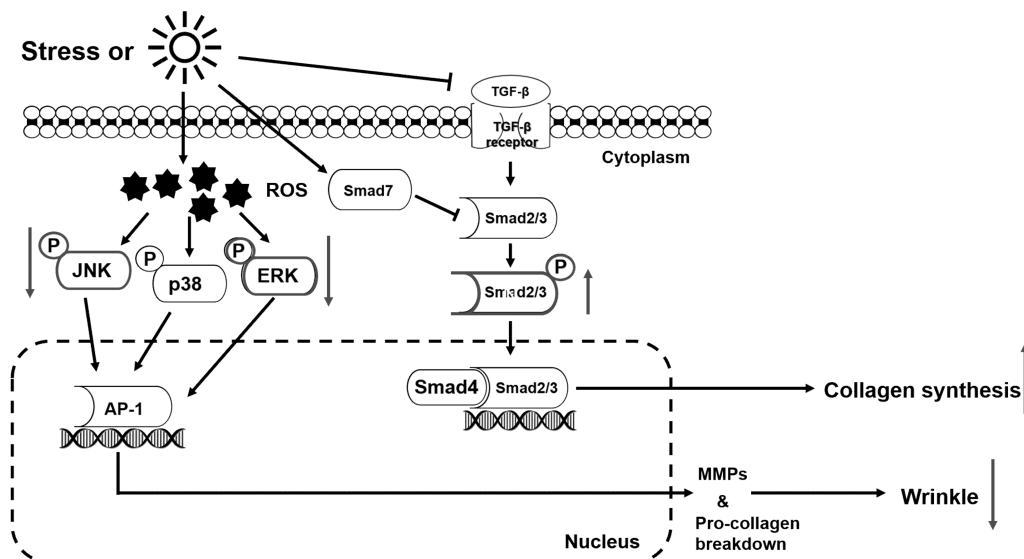 Stress or
TGF-β
TGF-β
receptor
Cytoplasm
ROS
Smad7
Smad2/3
P
JNK
P
p38
P
ERK
P
Smad2/3
Smad4
Smad2/3
Collagen synthesis
AP-1
MMPs
&
Pro-collagen
breakdown
Wrinkle
Nucleus